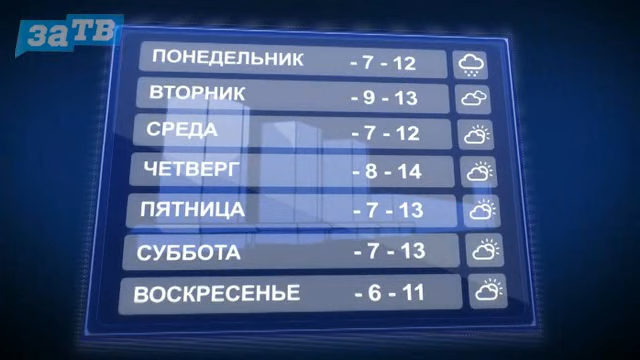 заТВ
ПОНЕДЕЛЬНИК - 7 - 12
ВТОРНИК - 9 - 13
СРЕДА - 7 - 12
ЧЕТВЕРГ - 8 - 14
ПЯТНИЦА - 7 - 13
СУББОТА - 7 - 13
ВОСКРЕСЕНЬЕ - 6 - 11